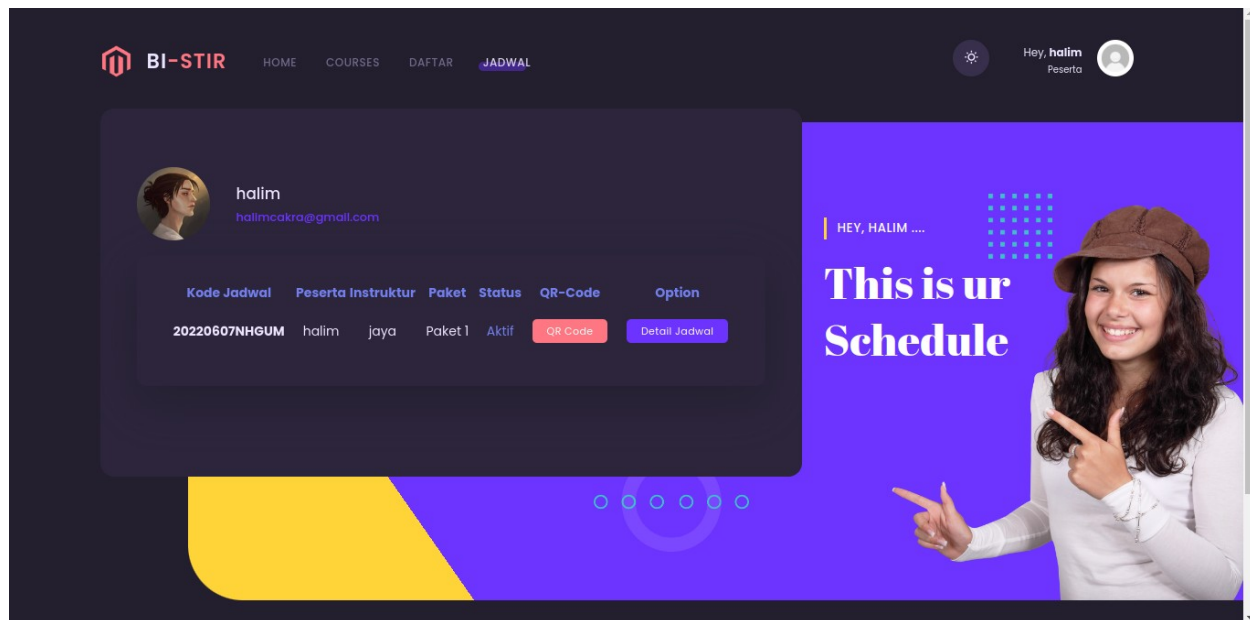 BI-STIR
HOME COURSES DAFTAR JADWAL
Hey, halim
Peserta
halim
halimcakra@gmail.com
Kode Jadwal Peserta Instruktur Paket Status QR-Code Option
20220607NHGUM halim jaya Paket 1 Aktif QR Code Detail Jadwal
HEY, HALIM ....
This is ur
Schedule